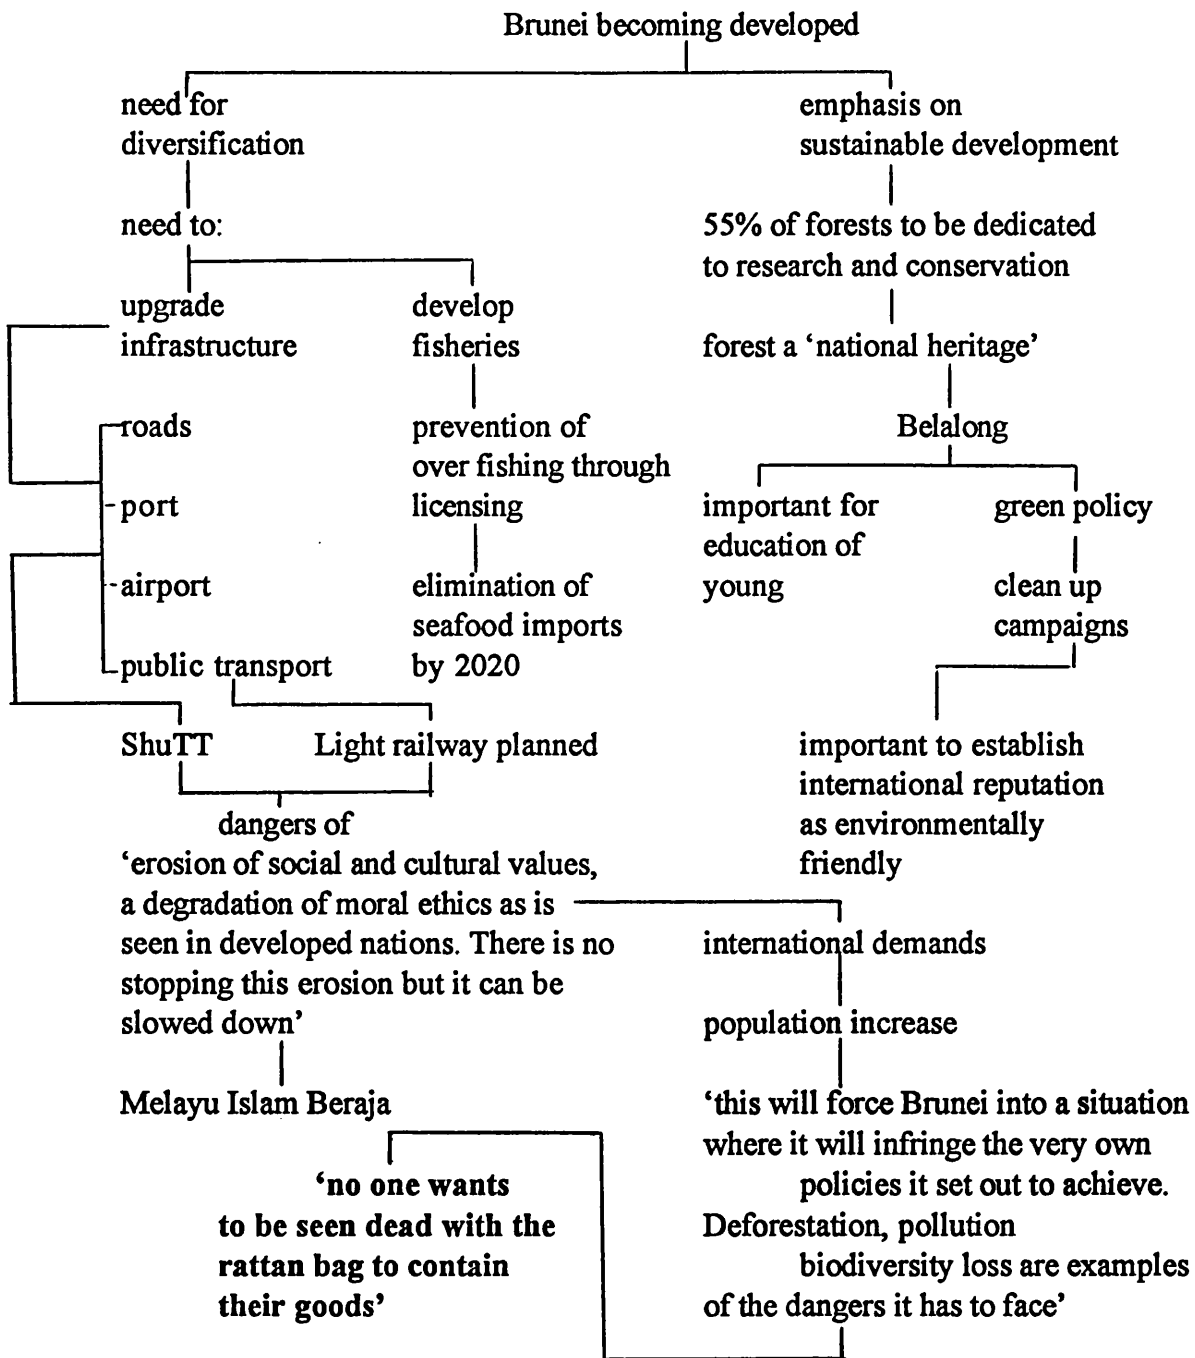 Brunei becoming developed
need for
diversification
need to:
upgrade
infrastructure
roads
port
airport
public transport
ShuTT
Light railway planned
develop
fisheries
prevention of
over fishing through
licensing
elimination of
seafood imports
by 2020
dangers of
‘erosion of social and cultural values,
a degradation of moral ethics as is
seen in developed nations. There is no
stopping this erosion but it can be
slowed down’
Melayu Islam Beraja
emphasis on
sustainable development
55% of forests to be dedicated
to research and conservation
forest a ‘national heritage’
Belalong
important for
education of
young
green policy
clean up
campaigns
important to establish
international reputation
as environmentally
friendly
international demands
population increase
‘this will force Brunei into a situation
where it will infringe the very own
policies it set out to achieve.
Deforestation, pollution
biodiversity loss are examples
of the dangers it has to face’
‘no one wants
to be seen dead with the
rattan bag to contain
their goods’